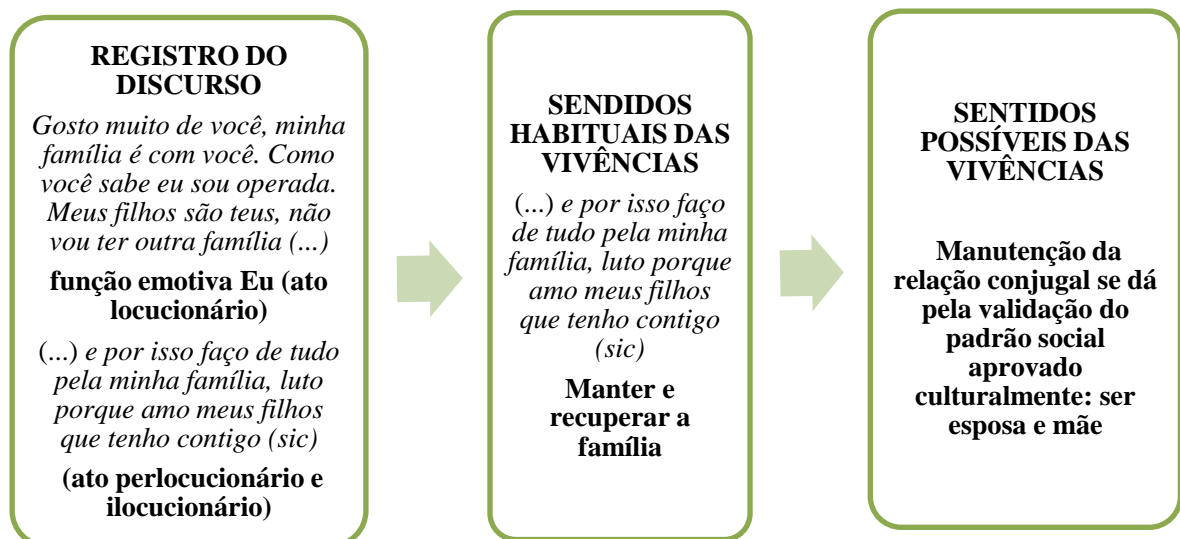 REGISTRO DO
DISCURSO
Gosto muito de você, minha
família é com você. Como
você sabe eu sou operada.
Meus filhos são teus, não
vou ter outra família (...)
função emotiva Eu (ato
locucionário)
(...) e por isso faço de tudo
pela minha família, luto
porque amo meus filhos
que tenho contigo (sic)
(ato perlocucionário e
ilocucionário)
SENDIDOS
HABITUAIS DAS
VIVÊNCIAS
(...) e por isso faço
de tudo pela minha
família, luto porque
amo meus filhos
que tenho contigo
(sic)
Manter e
recuperar a
família
SENTIDOS
POSSÍVEIS DAS
VIVÊNCIAS
Manutenção da
relação conjugal se dá
pela validação do
padrão social
aprovado
culturalmente: ser
esposa e mãe